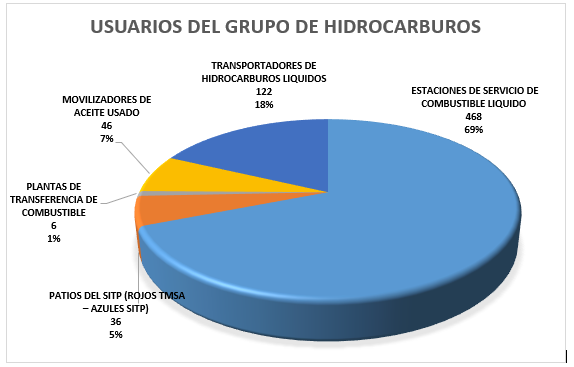 USUARIOS DEL GRUPO DE HIDROCARBUROS
TRANSPORTADORES DE
HIDROCARBUROS LIQUIDOS
122
18%
ESTACIONES DE SERVICIO DE
COMBUSTIBLE LIQUIDO
468
69%
MOVILIZADORES DE
ACEITE USADO
46
7%
PLANTAS DE
TRANSFERENCIA DE
COMBUSTIBLE
6
1%
PATIOS DEL SITP (ROJOS TMSA
– AZULES SITP)
36
5%